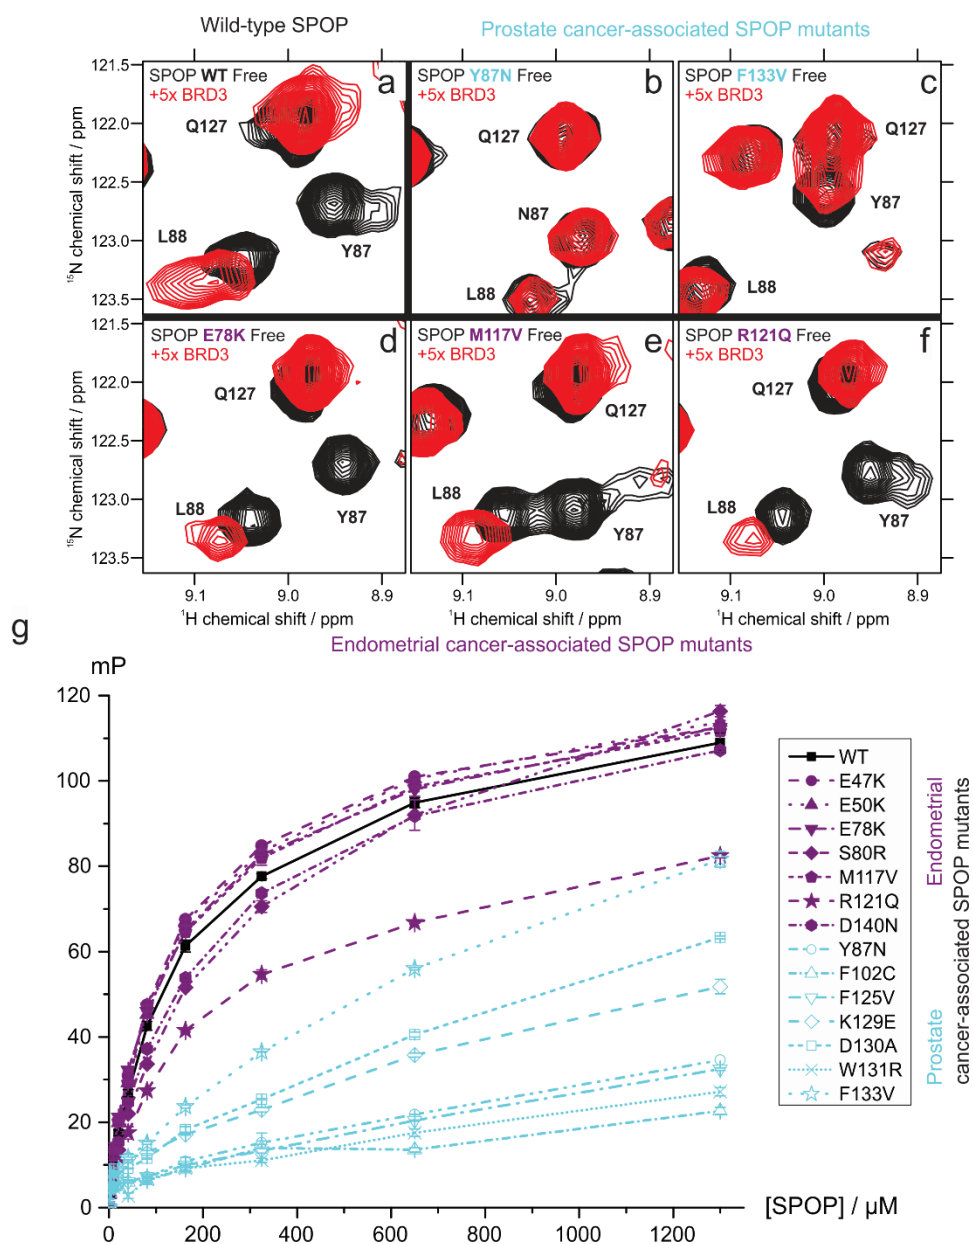 Wild-type SPOP
Prostate cancer-associated SPOP mutants
SPOP WT Free
+5x BRD3
a
Q127
L88
Y87
SPOP Y87N Free
+5x BRD3
b
Q127
N87
L88
SPOP F133V Free
+5x BRD3
c
Q127
Y87
L88
121.5
122.0
122.5
123.0
123.5
15N chemical shift / ppm
SPOP E78K Free
+5x BRD3
d
Q127
L88
Y87
SPOP M117V Free
+5x BRD3
e
Q127
L88
Y87
SPOP R121Q Free
+5x BRD3
f
Q127
L88
Y87
121.5
122.0
122.5
123.0
123.5
15N chemical shift / ppm
9.1 9.0 8.9
9.1 9.0 8.9
9.1 9.0 8.9
1H chemical shift / ppm
1H chemical shift / ppm
1H chemical shift / ppm
Endometrial cancer-associated SPOP mutants
g
mP
120
100
80
60
40
20
0
0 200 400 600 800 1000 1200
[SPOP] / µM
WT
E47K
E50K
E78K
S80R
M117V
R121Q
D140N
Y87N
F102C
F125V
K129E
D130A
W131R
F133V
Endometrial
Prostate
cancer-associated SPOP mutants